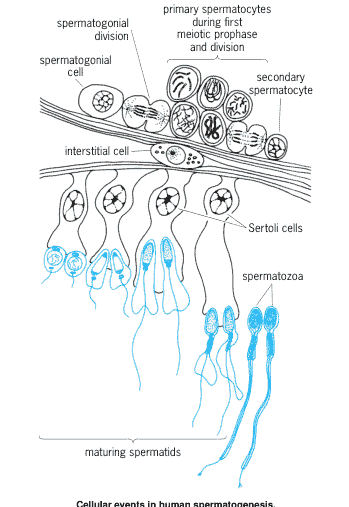 primary spermatocytes
during first
meiotic prophase
and division
spermatogonial
division
spermatogonial
cell
secondary
spermatocyte
interstitial cell
Sertoli cells
spermatozoa
maturing spermatids
Cellular events in human spermatogenesis.